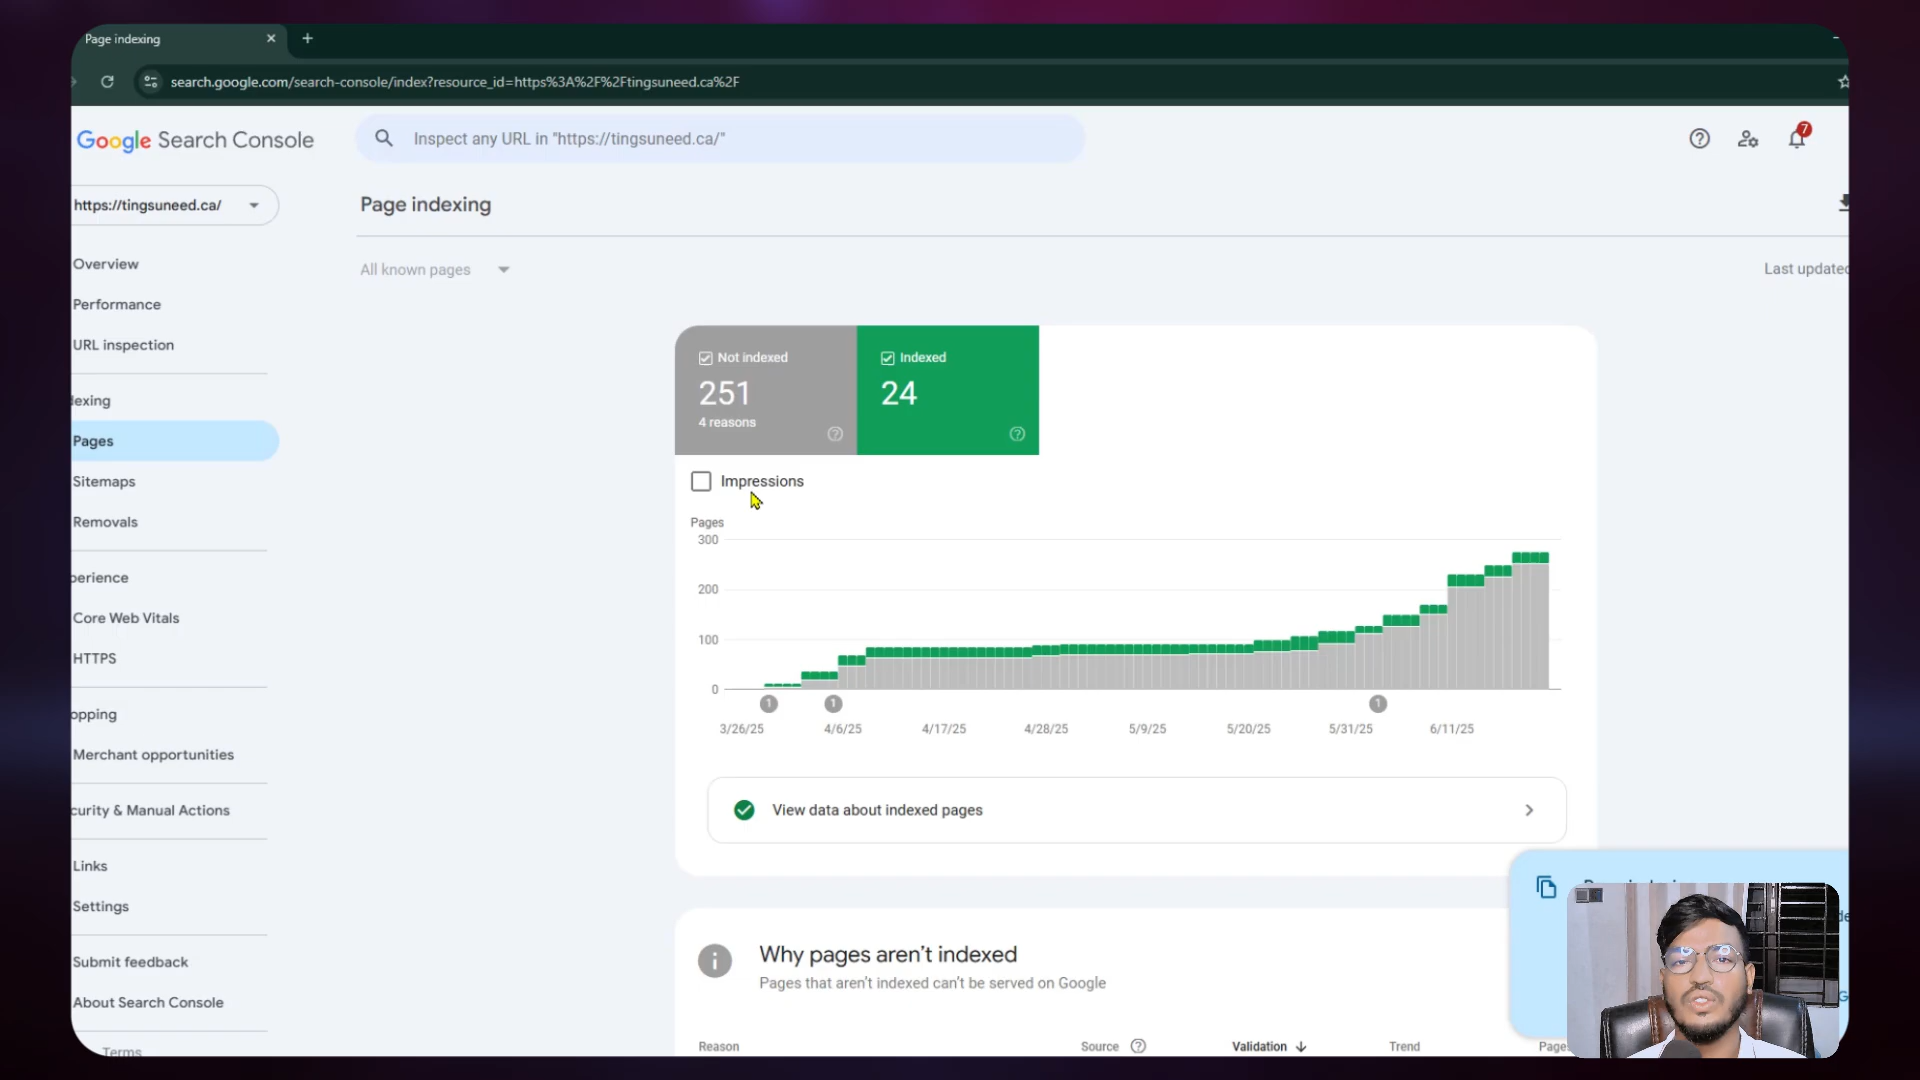 Page indexing
search.google.com/search-console/index?resource_id=https%3A%2F%2Ftingsuneed.ca%2F
Google Search Console
Inspect any URL in "https://tingsuneed.ca/"
7
https://tingsuneed.ca/
Page indexing
All known pages
Last updated
Overview
Performance
URL inspection
dexing
Pages
Sitemaps
Removals
perience
Core Web Vitals
HTTPS
opping
Merchant opportunities
curity & Manual Actions
Links
Settings
Submit feedback
About Search Console
Terms
Not indexed
251
4 reasons
Indexed
24
Impressions
Pages
300
200
100
0
1 1 1
3/26/25 4/6/25 4/17/25 4/28/25 5/9/25 5/20/25 5/31/25 6/11/25
View data about indexed pages
Why pages aren't indexed
Pages that aren't indexed can't be served on Google
Reason Source Validation Trend Page